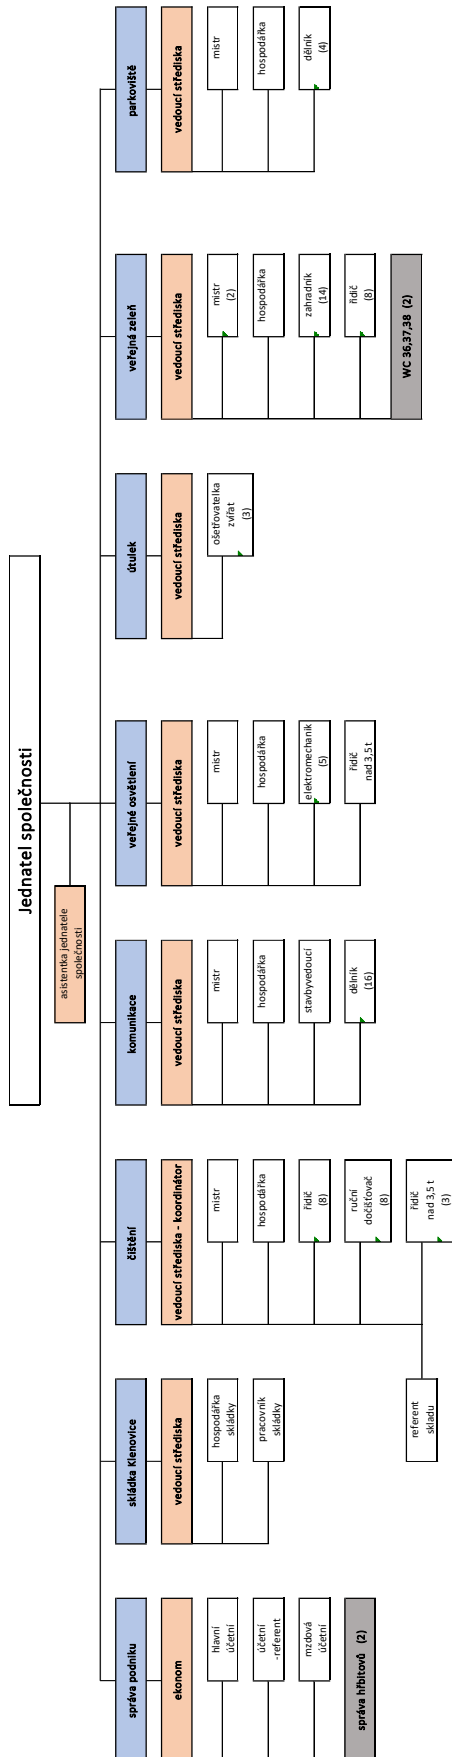 Jednatel společnosti
asistentka jednatele
společnosti
správa podniku
ekonom
hlavní
účetní
účetní
-referent
mzdová
účetní
správa hřbitovů (2)
skládka Klenovice
vedoucí střediska
hospodářka
skládky
pracovník
skládky
čištění
vedoucí střediska - koordinátor
mistr
hospodářka
řidič
(8)
ruční
dočišťovač
(8)
řidič
nad 3,5 t
(3)
referent
skladu
komunikace
vedoucí střediska
mistr
hospodářka
stavbyvedoucí
dělník
(16)
veřejné osvětlení
vedoucí střediska
mistr
hospodářka
elektromechanik
(5)
řidič
nad 3,5 t
útulek
vedoucí střediska
ošetřovatelka
zvířat
(3)
veřejná zeleň
vedoucí střediska
mistr
(2)
hospodářka
zahradník
(14)
řidič
(8)
WC 36,37,38 (2)
parkoviště
vedoucí střediska
mistr
hospodářka
dělník
(4)